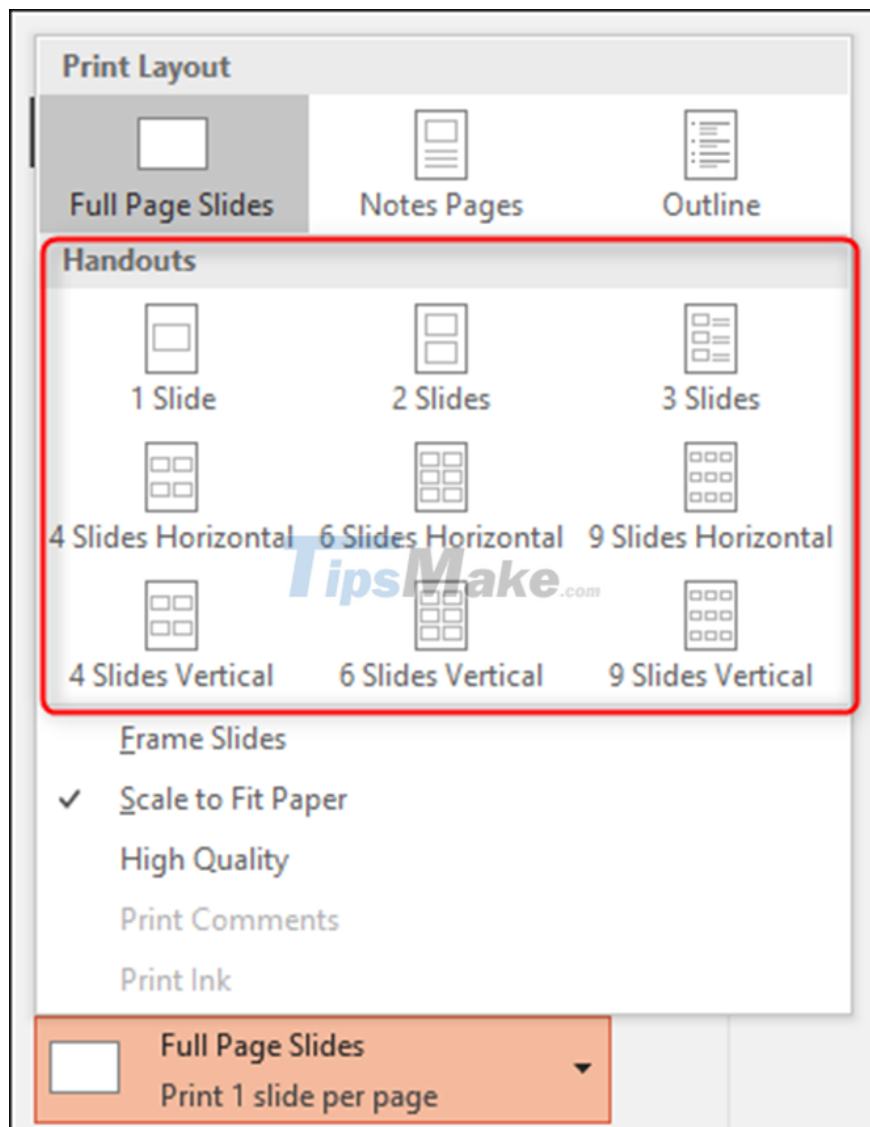 Print Layout
Full Page Slides Notes Pages Outline
Handouts
1 Slide 2 Slides 3 Slides
4 Slides Horizontal 6 Slides Horizontal 9 Slides Horizontal
TipsMake.com
4 Slides Vertical 6 Slides Vertical 9 Slides Vertical
Frame Slides
Scale to Fit Paper
High Quality
Print Comments
Print Ink
Full Page Slides
Print 1 slide per page